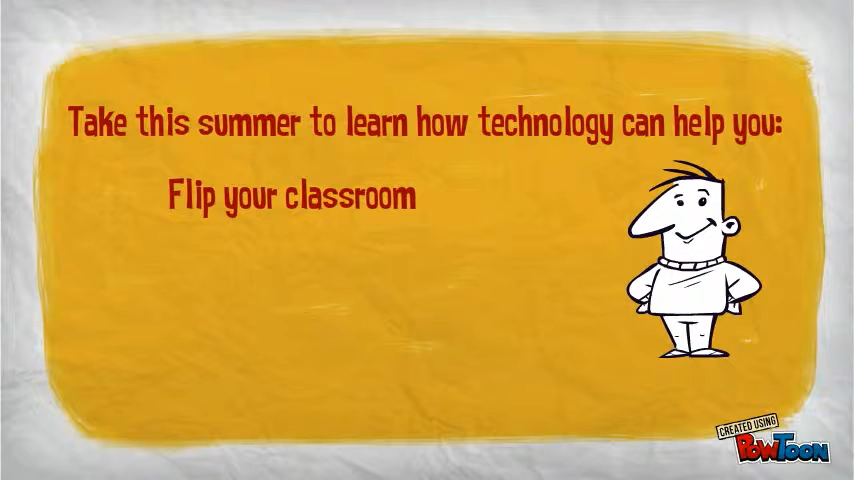 Take this summer to learn how technology can help you:
Flip your classroom
CREATED USING
PowToon